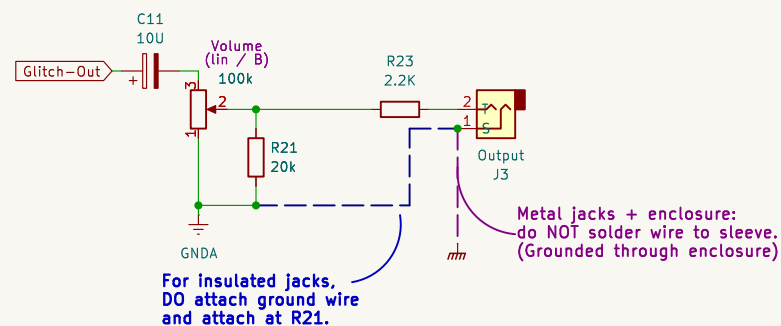 C11
10U
Glitch-Out
+
Volume
(lin / B)
100k
3
2
1
R21
20k
GNDA
R23
2.2K
2
T
1
S
Output
J3
Metal jacks + enclosure:
do NOT solder wire to sleeve.
(Grounded through enclosure)
For insulated jacks,
DO attach ground wire
and attach at R21.